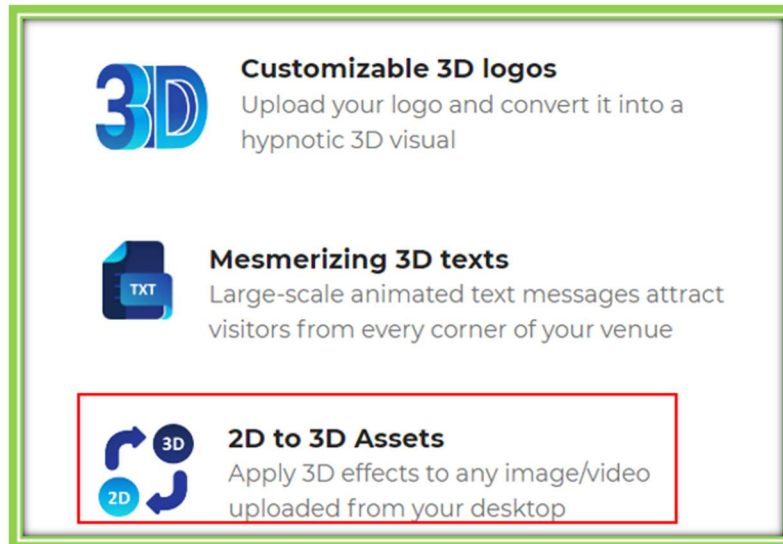 3D
Customizable 3D logos
Upload your logo and convert it into a
hypnotic 3D visual
TXT
Mesmerizing 3D texts
Large-scale animated text messages attract
visitors from every corner of your venue
3D
2D
2D to 3D Assets
Apply 3D effects to any image/video
uploaded from your desktop